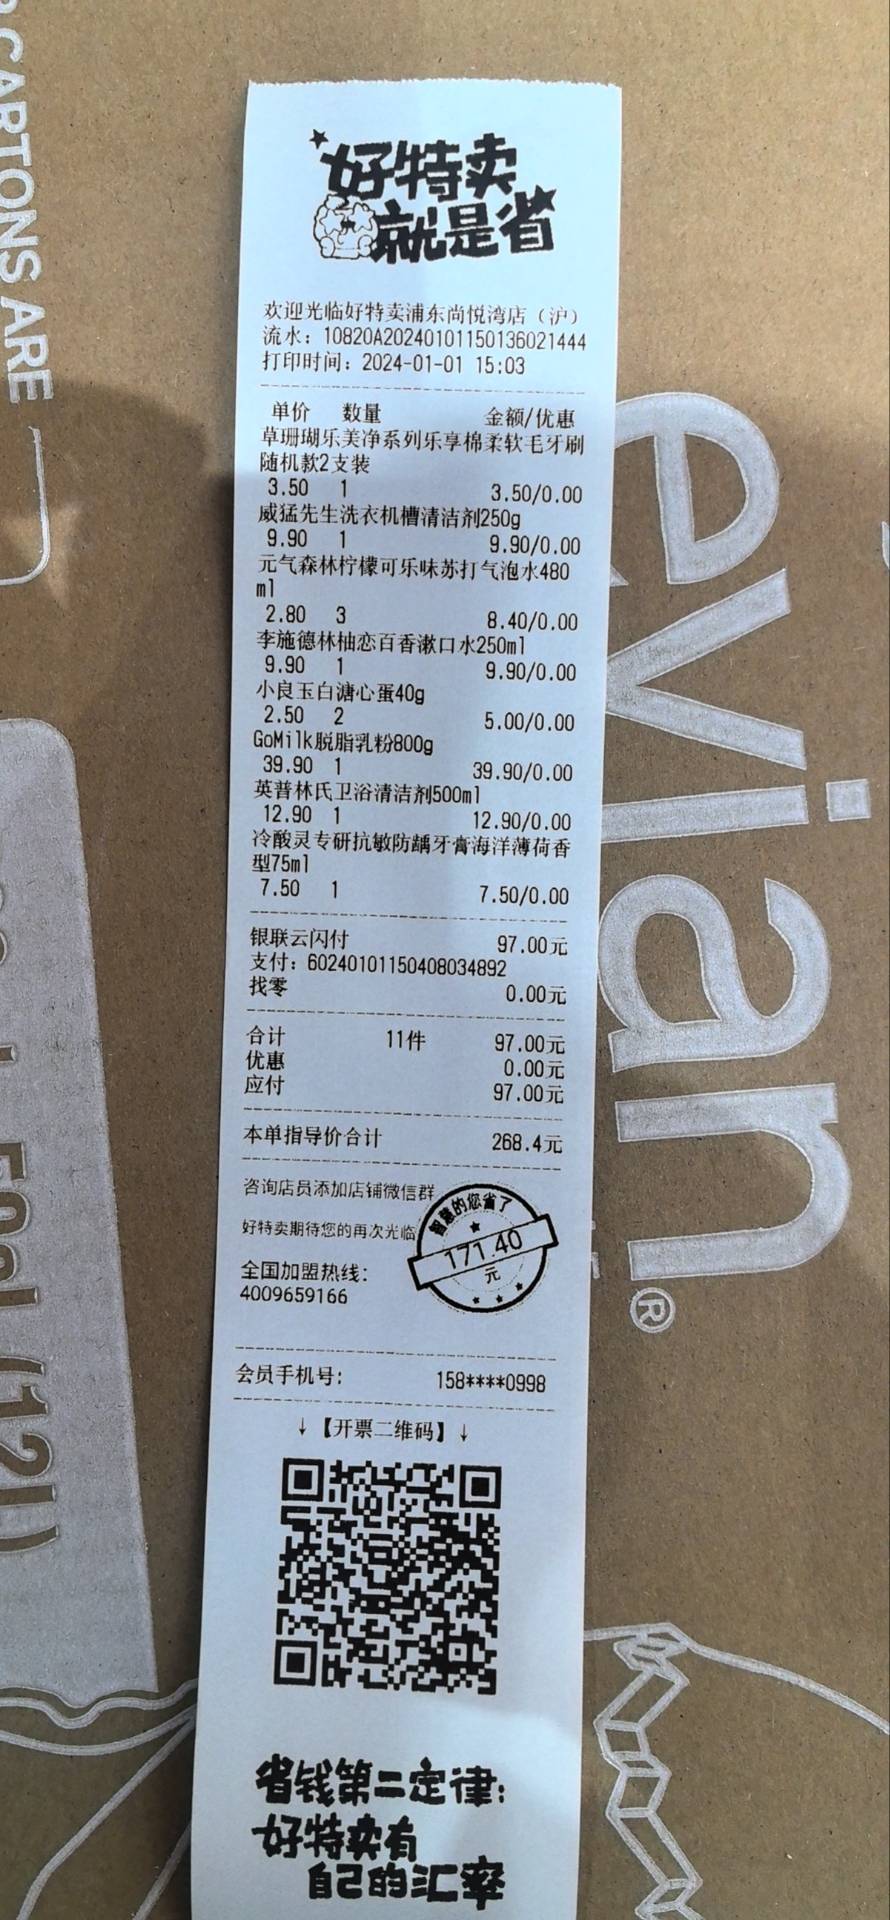 好特卖
就是省
欢迎光临好特卖浦东尚悦湾店（沪）
流水：10820A20240101150136021444
打印时间：2024-01-01 15:03
单价 数量 金额/优惠
草珊瑚乐美净系列乐享棉柔软毛牙刷
随机款2支装
3.50 1 3.50/0.00
威猛先生洗衣机槽清洁剂250g
9.90 1 9.90/0.00
元气森林柠檬可乐味苏打气泡水480
ml
2.80 3 8.40/0.00
李施德林柚恋百香漱口水250ml
9.90 1 9.90/0.00
小良玉白溏心蛋40g
2.50 2 5.00/0.00
GoMilk脱脂乳粉800g
39.90 1 39.90/0.00
英普林氏卫浴清洁剂500ml
12.90 1 12.90/0.00
冷酸灵专研抗敏防龋牙膏海洋薄荷香
型75ml
7.50 1 7.50/0.00
银联云闪付 97.00元
支付：60240101150408034892
找零 0.00元
合计 11件 97.00元
优惠 0.00元
应付 97.00元
本单指导价合计 268.4元
咨询店员添加店铺微信群
好特卖期待您的再次光临
智慧的您省了
171.40
元
全国加盟热线：
4009659166
会员手机号： 158****0998
↓【开票二维码】↓
省钱第二定律：
好特卖有
自己的汇率
evian
®
CARTONS ARE
(12L)